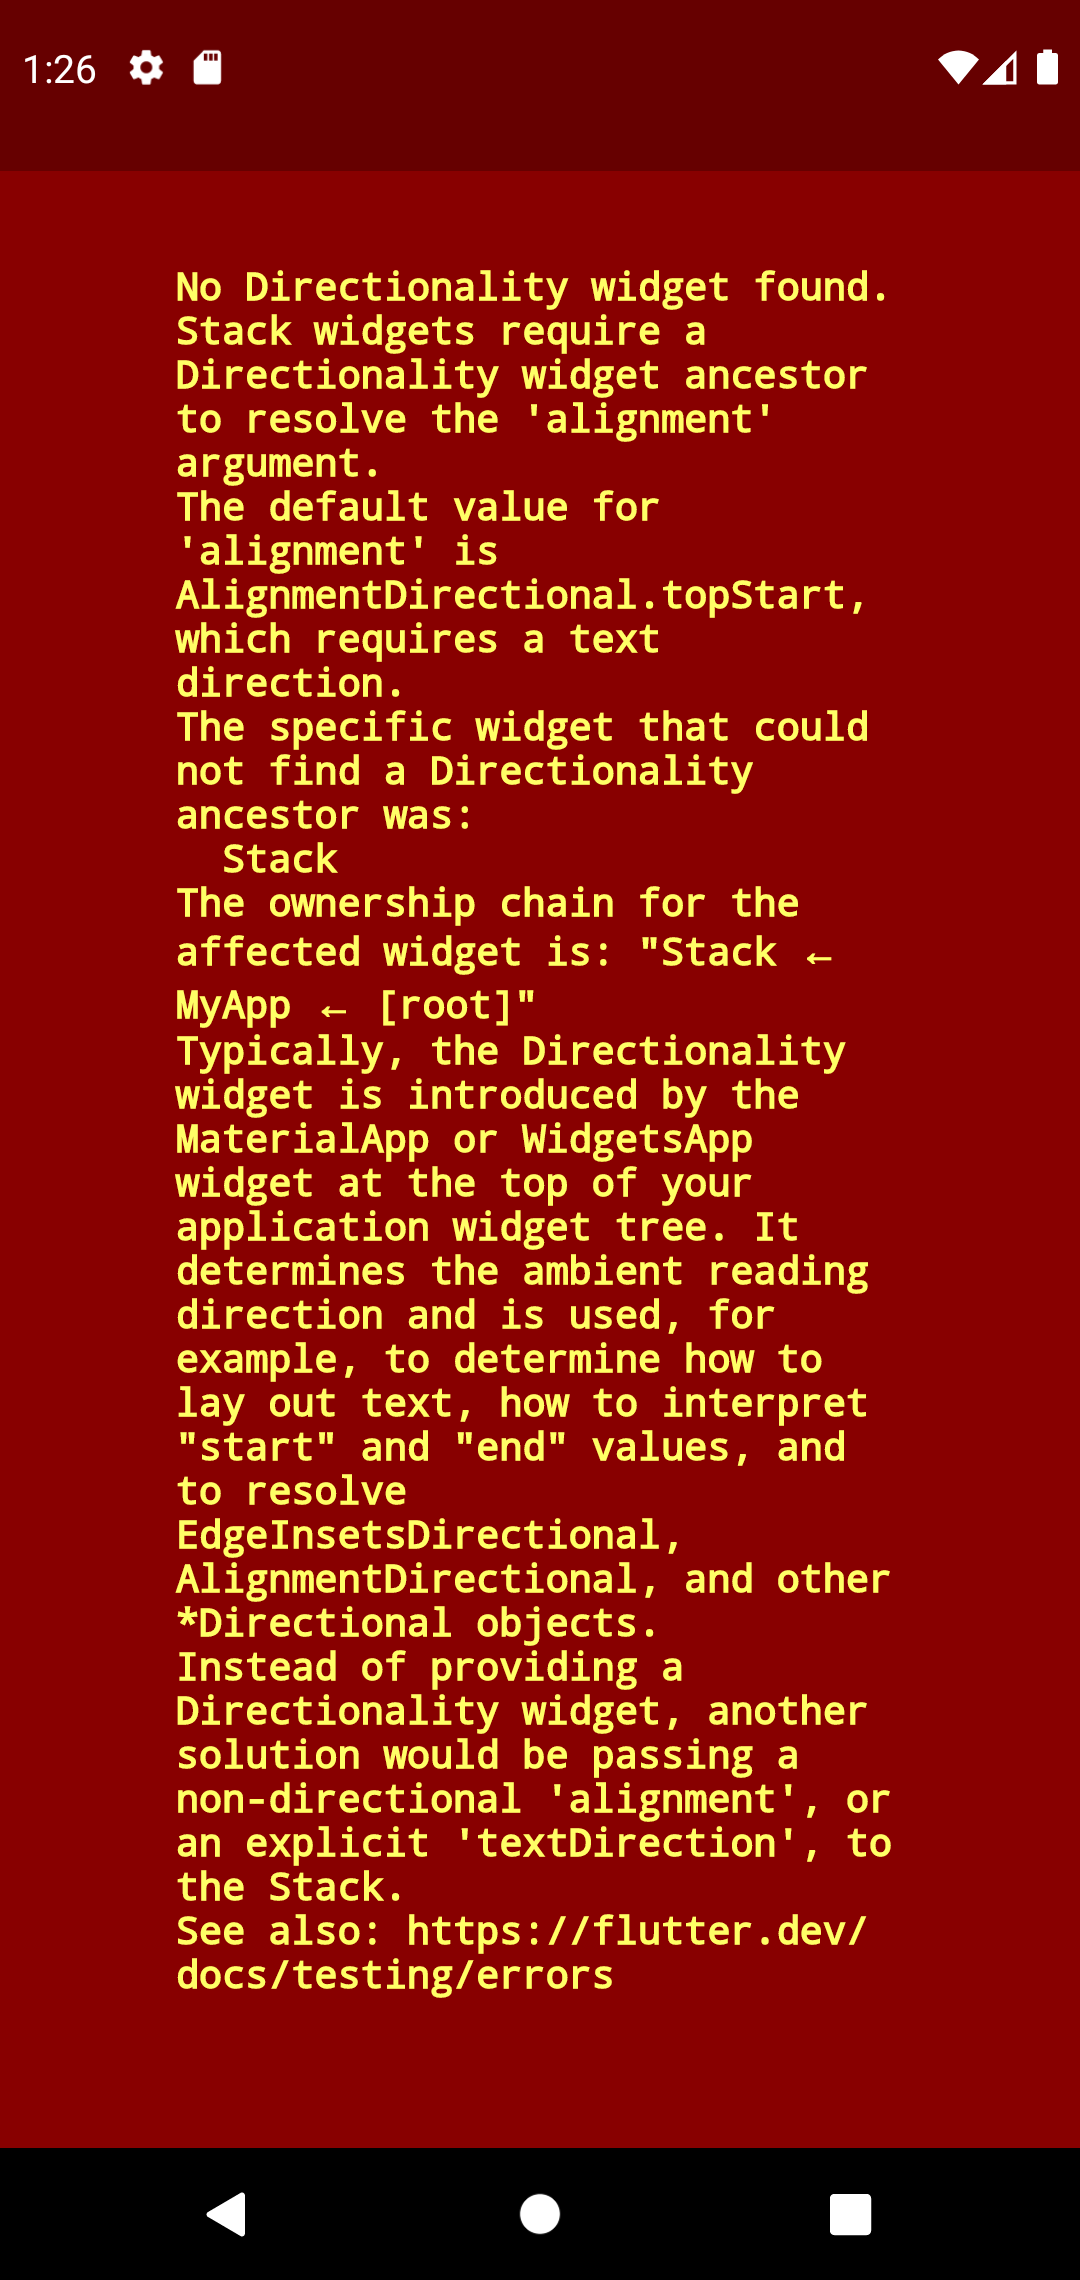 1:26
No Directionality widget found.
Stack widgets require a
Directionality widget ancestor
to resolve the 'alignment'
argument.
The default value for
'alignment' is
AlignmentDirectional.topStart,
which requires a text
direction.
The specific widget that could
not find a Directionality
ancestor was:
  Stack
The ownership chain for the
affected widget is: "Stack ←
MyApp ← [root]"
Typically, the Directionality
widget is introduced by the
MaterialApp or WidgetsApp
widget at the top of your
application widget tree. It
determines the ambient reading
direction and is used, for
example, to determine how to
lay out text, how to interpret
"start" and "end" values, and
to resolve
EdgeInsetsDirectional,
AlignmentDirectional, and other
*Directional objects.
Instead of providing a
Directionality widget, another
solution would be passing a
non-directional 'alignment', or
an explicit 'textDirection', to
the Stack.
See also: https://flutter.dev/
docs/testing/errors